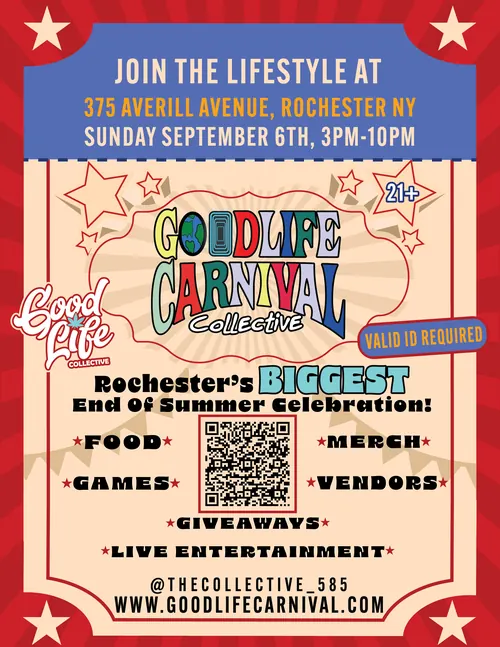 JOIN THE LIFESTYLE AT
375 AVERILL AVENUE, ROCHESTER NY
SUNDAY SEPTEMBER 6TH, 3PM-10PM
21+
GOODLIFE
CARNIVAL
Collective
Good
Life
COLLECTIVE
VALID ID REQUIRED
Rochester's BIGGEST
End Of Summer Celebration!
FOOD
MERCH
GAMES
VENDORS
GIVEAWAYS
LIVE ENTERTAINMENT
@THECOLLECTIVE_585
WWW.GOODLIFECARNIVAL.COM